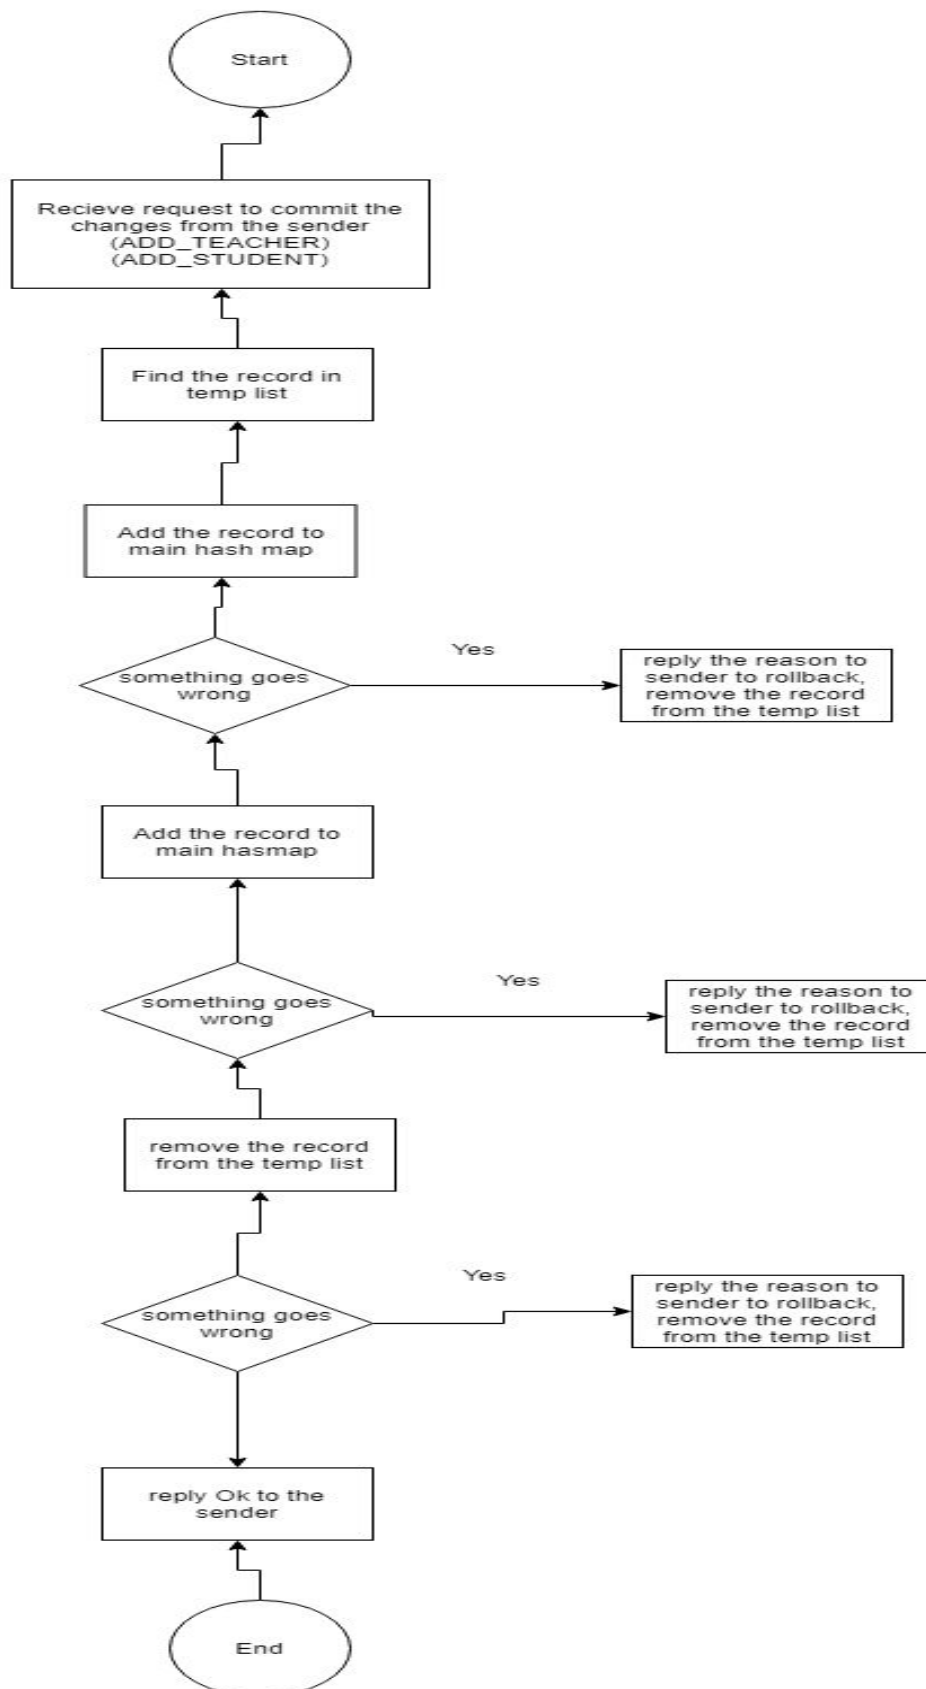 Start
Recieve request to commit the
changes from the sender
(ADD_TEACHER)
(ADD_STUDENT)
Find the record in
temp list
Add the record to
main hash map
something goes
wrong
Yes
reply the reason to
sender to rollback,
remove the record
from the temp list
Add the record to
main hasmap
something goes
wrong
Yes
reply the reason to
sender to rollback,
remove the record
from the temp list
remove the record
from the temp list
something goes
wrong
Yes
reply the reason to
sender to rollback,
remove the record
from the temp list
reply Ok to the
sender
End